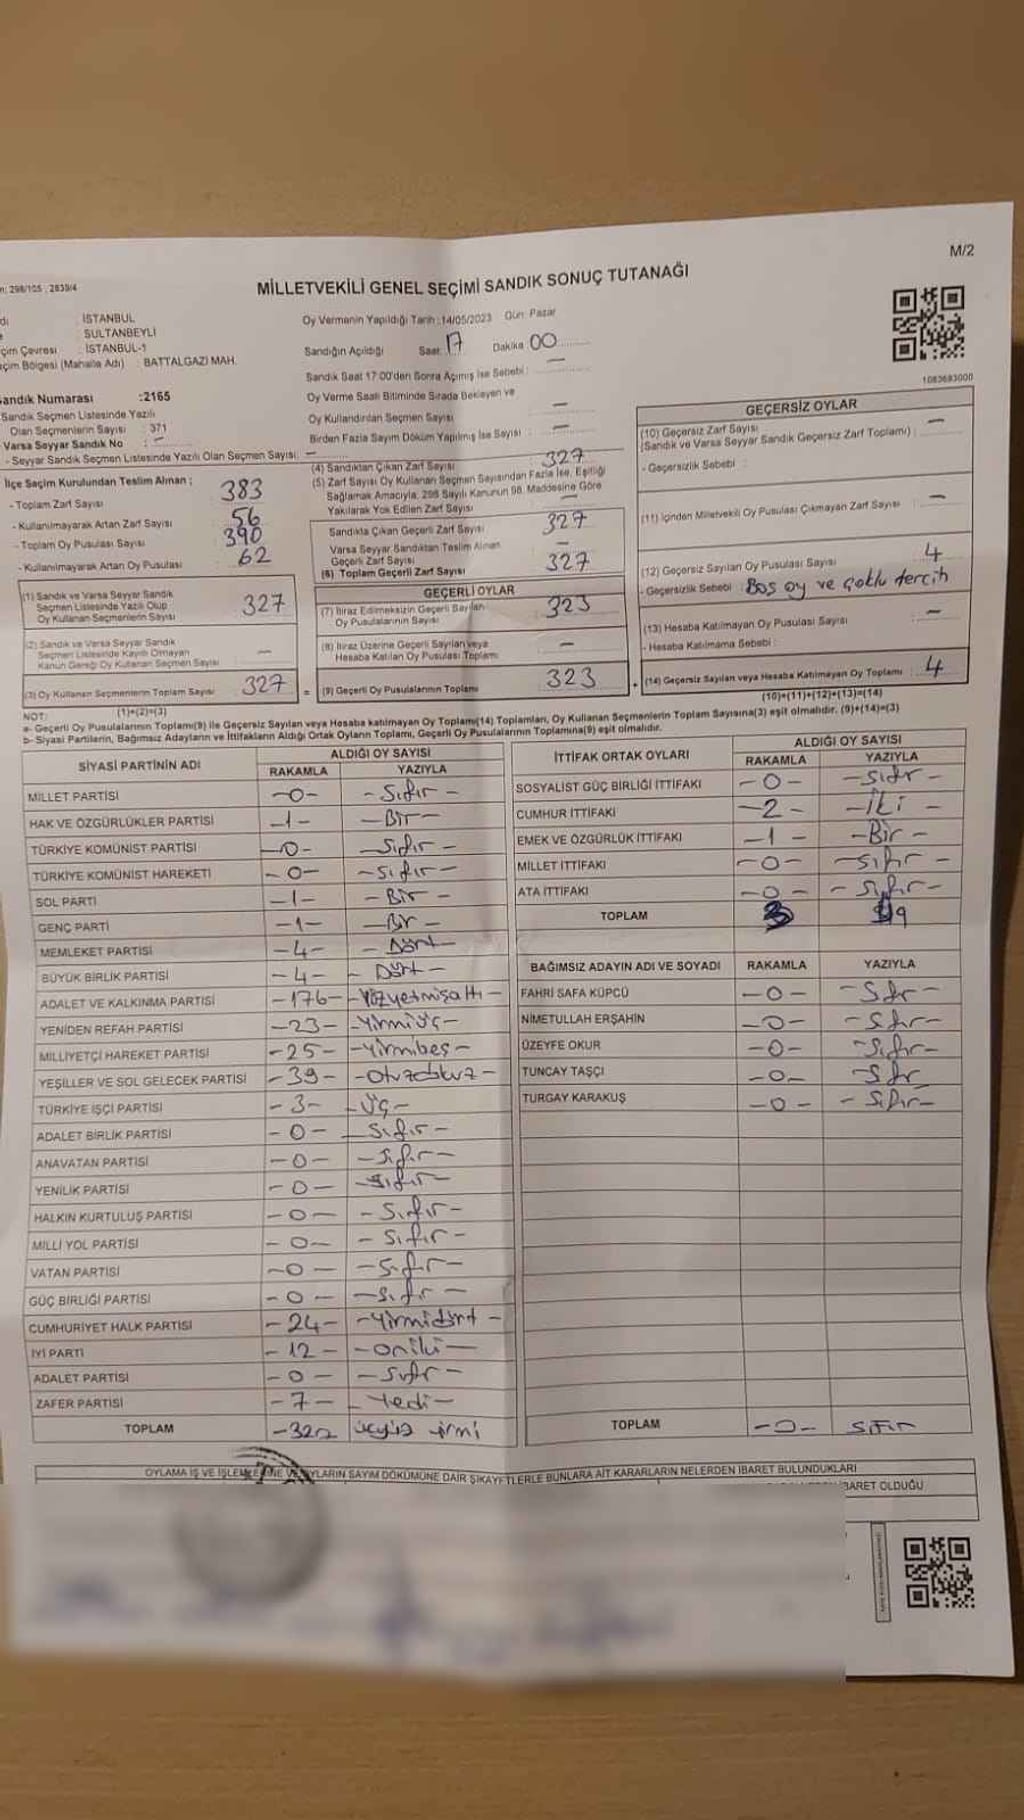 M/2
298/105 : 2839/4
MİLLETVEKİLİ GENEL SEÇİMİ SANDIK SONUÇ TUTANAĞI
İSTANBUL
SULTANBEYLİ
çim Çevresi : İSTANBUL-1
çim Bölgesi (Mahalle Adı) : BATTALGAZİ MAH.
andık Numarası :2165
Sandık Seçmen Listesinde Yazılı
Olan Seçmenlerin Sayısı : 371
Varsa Seyyar Sandık No : -
- Seyyar Sandık Seçmen Listesinde Yazılı Olan Seçmen Sayısı: -
Oy Vermenin Yapıldığı Tarih :14/05/2023 Gün: Pazar
Sandığın Açıldığı Saat: 17 Dakika 00
Sandık Saat 17:00'den Sonra Açılmış İse Sebebi : -
Oy Verme Saati Bitiminde Sırada Bekleyen ve
Oy Kullandırılan Seçmen Sayısı -
Birden Fazla Sayım Döküm Yapılmış İse Sayısı : -
1083683000
İlçe Seçim Kurulundan Teslim Alınan ;
- Toplam Zarf Sayısı 383
- Kullanılmayarak Artan Zarf Sayısı 56
- Toplam Oy Pusulası Sayısı 390
- Kullanılmayarak Artan Oy Pusulası 62
(1) Sandık ve Varsa Seyyar Sandık
Seçmen Listesinde Yazılı Olup
Oy Kullanan Seçmenlerin Sayısı 327
(2) Sandık ve Varsa Seyyar Sandık
Seçmen Listesinde Kayıtlı Olmayan
Kanun Gereği Oy Kullanan Seçmen Sayısı -
(3) Oy Kullanan Seçmenlerin Toplam Sayısı 327
(1)+(2)=(3)
(4) Sandıktan Çıkan Zarf Sayısı 327
(5) Zarf Sayısı Oy Kullanan Seçmen Sayısından Fazla İse, Eşitliği
Sağlamak Amacıyla, 298 Sayılı Kanunun 98. Maddesine Göre
Yakılarak Yok Edilen Zarf Sayısı -
Sandıkta Çıkan Geçerli Zarf Sayısı 327
Varsa Seyyar Sandıktan Teslim Alınan
Geçerli Zarf Sayısı -
(6) Toplam Geçerli Zarf Sayısı 327
GEÇERLİ OYLAR
(7) İtiraz Edilmeksizin Geçerli Sayılan
Oy Pusulalarının Sayısı 323
(8) İtiraz Üzerine Geçerli Sayılan veya
Hesaba Katılan Oy Pusulası Toplamı -
= (9) Geçerli Oy Pusulalarının Toplamı 323
GEÇERSİZ OYLAR
(10) Geçersiz Zarf Sayısı
(Sandık ve Varsa Seyyar Sandık Geçersiz Zarf Toplamı) : -
- Geçersizlik Sebebi :
(11) İçinden Milletvekili Oy Pusulası Çıkmayan Zarf Sayısı : -
(12) Geçersiz Sayılan Oy Pusulası Sayısı 4
- Geçersizlik Sebebi : Boş oy ve çoklu tercih
(13) Hesaba Katılmayan Oy Pusulası Sayısı : -
- Hesaba Katılmama Sebebi :
+ (14) Geçersiz Sayılan veya Hesaba Katılmayan Oy Toplamı : 4
(10)+(11)+(12)+(13)=(14)
NOT:
a- Geçerli Oy Pusulalarının Toplamı(9) ile Geçersiz Sayılan veya Hesaba katılmayan Oy Toplamı(14) Toplamları, Oy Kullanan Seçmenlerin Toplam Sayısına(3) eşit olmalıdır. (9)+(14)=(3)
b- Siyasi Partilerin, Bağımsız Adayların ve İttifakların Aldığı Ortak Oyların Toplamı, Geçerli Oy Pusulalarının Toplamına(9) eşit olmalıdır.
SİYASİ PARTİNİN ADI ALDIĞI OY SAYISI
RAKAMLA YAZIYLA
MİLLET PARTİSİ -0- -Sıfır-
HAK VE ÖZGÜRLÜKLER PARTİSİ -1- -Bir-
TÜRKİYE KOMÜNİST PARTİSİ -0- -Sıfır-
TÜRKİYE KOMÜNİST HAREKETİ -0- -Sıfır-
SOL PARTİ -1- -Bir-
GENÇ PARTİ -1- -Bir-
MEMLEKET PARTİSİ -4- -Dört-
BÜYÜK BİRLİK PARTİSİ -4- -Dört-
ADALET VE KALKINMA PARTİSİ -176- -Yüzyetmişaltı-
YENİDEN REFAH PARTİSİ -23- -Yirmiüç-
MİLLİYETÇİ HAREKET PARTİSİ -25- -Yirmibeş-
YEŞİLLER VE SOL GELECEK PARTİSİ -39- -Otuzdokuz-
TÜRKİYE İŞÇİ PARTİSİ -3- -Üç-
ADALET BİRLİK PARTİSİ -0- -Sıfır-
ANAVATAN PARTİSİ -0- -Sıfır-
YENİLİK PARTİSİ -0- -Sıfır-
HALKIN KURTULUŞ PARTİSİ -0- -Sıfır-
MİLLİ YOL PARTİSİ -0- -Sıfır-
VATAN PARTİSİ -0- -Sıfır-
GÜÇ BİRLİĞİ PARTİSİ -0- -Sıfır-
CUMHURİYET HALK PARTİSİ -24- -Yirmidört-
İYİ PARTİ -12- -Oniki-
ADALET PARTİSİ -0- -Sıfır-
ZAFER PARTİSİ -7- -Yedi-
TOPLAM -320 üçyüz yirmi
İTTİFAK ORTAK OYLARI ALDIĞI OY SAYISI
RAKAMLA YAZIYLA
SOSYALİST GÜÇ BİRLİĞİ İTTİFAKI -0- -Sıfır-
CUMHUR İTTİFAKI -2- -İki-
EMEK VE ÖZGÜRLÜK İTTİFAKI -1- -Bir-
MİLLET İTTİFAKI -0- -Sıfır-
ATA İTTİFAKI -0- -Sıfır-
TOPLAM 3
BAĞIMSIZ ADAYIN ADI VE SOYADI RAKAMLA YAZIYLA
FAHRİ SAFA KÜPCÜ -0- -Sıfır-
NİMETULLAH ERŞAHİN -0- -Sıfır-
ÜZEYFE OKUR -0- -Sıfır-
TUNCAY TAŞÇI -0- Sıfır
TURGAY KARAKUŞ -0- -Sıfır-
TOPLAM -0- SIFIR
OYLAMA İŞ VE İŞLEMLERİNE VE OYLARIN SAYIM DÖKÜMÜNE DAİR ŞİKAYETLERLE BUNLARA AİT KARARLARIN NELERDEN İBARET BULUNDUKLARI
İBARET OLDUĞU